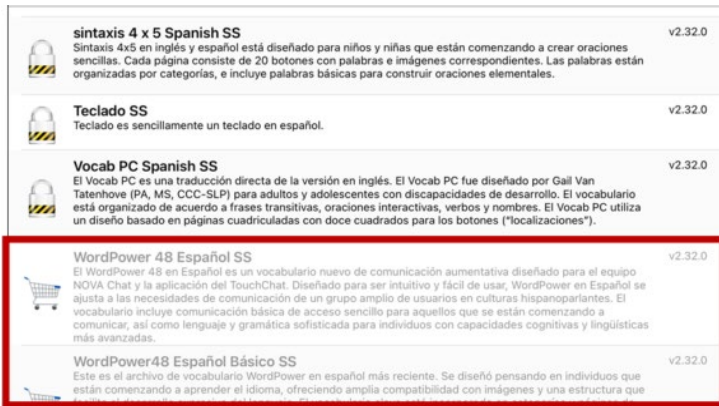 sintaxis 4 x 5 Spanish SS v2.32.0
Sintaxis 4x5 en inglés y español está diseñado para niños y niñas que están comenzando a crear oraciones
sencillas. Cada página consiste de 20 botones con palabras e imágenes correspondientes. Las palabras están
organizadas por categorías, e incluye palabras básicas para construir oraciones elementales.
Teclado SS v2.32.0
Teclado es sencillamente un teclado en español.
Vocab PC Spanish SS v2.32.0
El Vocab PC es una traducción directa de la versión en inglés. El Vocab PC fue diseñado por Gail Van
Tatenhove (PA, MS, CCC-SLP) para adultos y adolescentes con discapacidades de desarrollo. El vocabulario
está organizado de acuerdo a frases transitivas, oraciones interactivas, verbos y nombres. El Vocab PC utiliza
un diseño basado en páginas cuadriculadas con doce cuadrados para los botones ("localizaciones").
WordPower 48 Español SS v2.32.0
El WordPower 48 en Español es un vocabulario nuevo de comunicación aumentativa diseñado para el equipo
NOVA Chat y la aplicación del TouchChat. Diseñado para ser intuitivo y fácil de usar, WordPower en Español se
ajusta a las necesidades de comunicación de un grupo amplio de usuarios en culturas hispanoparlantes. El
vocabulario incluye comunicación básica de acceso sencillo para aquellos que se están comenzando a
comunicar, así como lenguaje y gramática sofisticada para individuos con capacidades cognitivas y lingüísticas
más avanzadas.
WordPower48 Español Básico SS v2.32.0
Este es el archivo de vocabulario WordPower en español más reciente. Se diseñó pensando en individuos que
están comenzando a aprender el idioma, ofreciendo amplia compatibilidad con imágenes y una estructura que